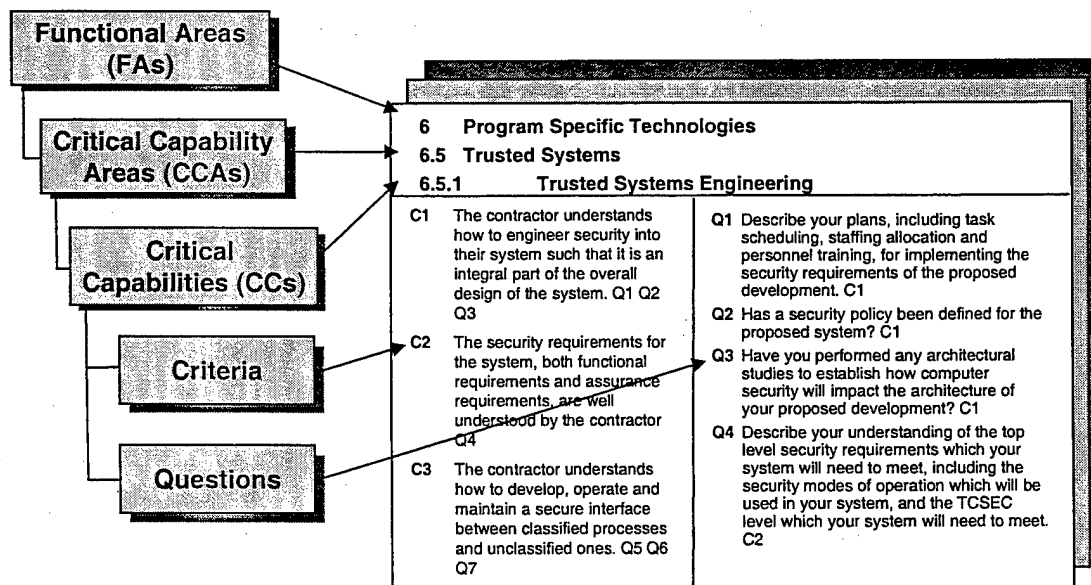 Functional Areas
(FAs)
Critical Capability
Areas (CCAs)
Critical
Capabilities (CCs)
Criteria
Questions
6 Program Specific Technologies
6.5 Trusted Systems
6.5.1 Trusted Systems Engineering
C1 The contractor understands
how to engineer security into
their system such that it is an
integral part of the overall
design of the system. Q1 Q2
Q3
C2 The security requirements for
the system, both functional
requirements and assurance
requirements, are well
understood by the contractor
Q4
C3 The contractor understands
how to develop, operate and
maintain a secure interface
between classified processes
and unclassified ones. Q5 Q6
Q7
Q1 Describe your plans, including task
scheduling, staffing allocation and
personnel training, for implementing the
security requirements of the proposed
development. C1
Q2 Has a security policy been defined for the
proposed system? C1
Q3 Have you performed any architectural
studies to establish how computer
security will impact the architecture of
your proposed development? C1
Q4 Describe your understanding of the top
level security requirements which your
system will need to meet, including the
security modes of operation which will be
used in your system, and the TCSEC
level which your system will need to meet.
C2